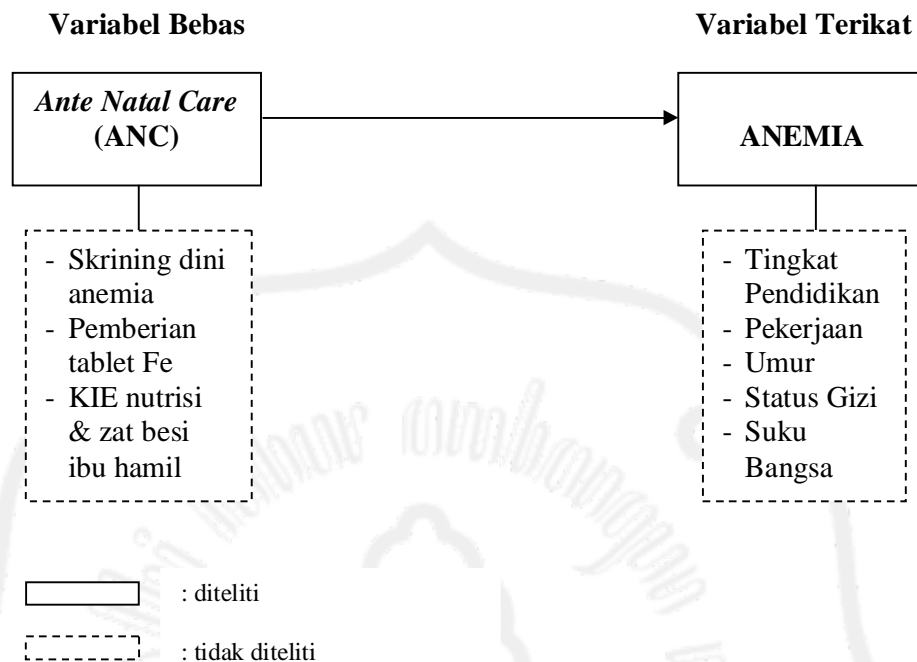 Variabel Bebas
Variabel Terikat
Ante Natal Care
(ANC)
ANEMIA
- Skrining dini
anemia
- Pemberian
tablet Fe
- KIE nutrisi
& zat besi
ibu hamil
- Tingkat
Pendidikan
- Pekerjaan
- Umur
- Status Gizi
- Suku
Bangsa
: diteliti
: tidak diteliti